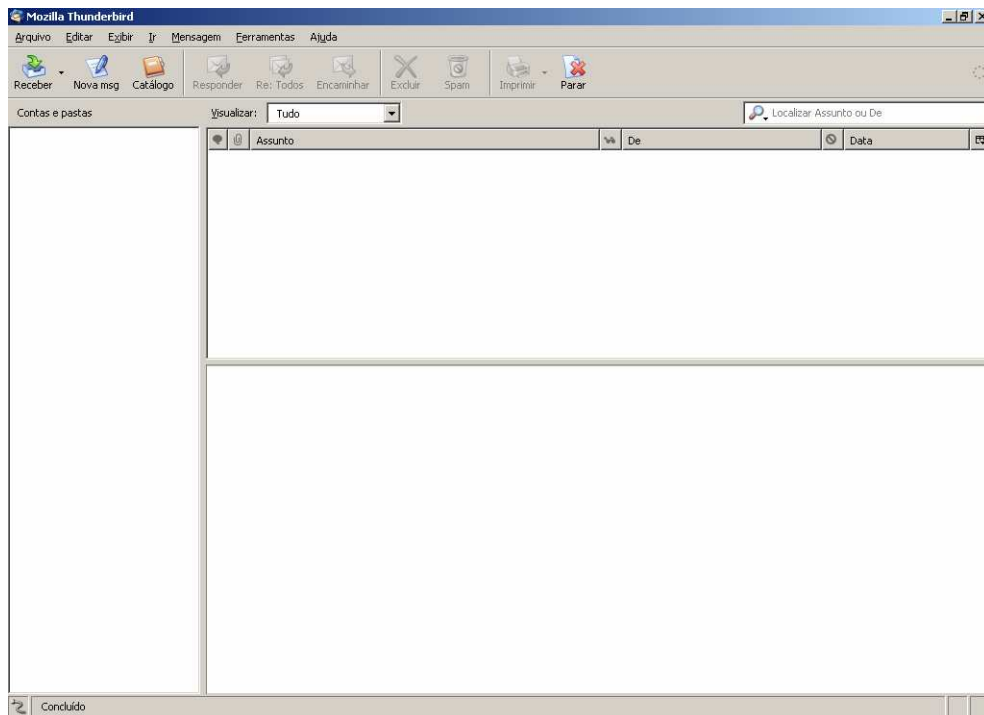 Mozilla Thunderbird
Arquivo Editar Exibir Ir Mensagem Ferramentas Ajuda
Receber Nova msg Catálogo Responder Re: Todos Encaminhar Excluir Spam Imprimir Parar
Contas e pastas Visualizar: Tudo Localizar Assunto ou De
Assunto De Data
Concluído